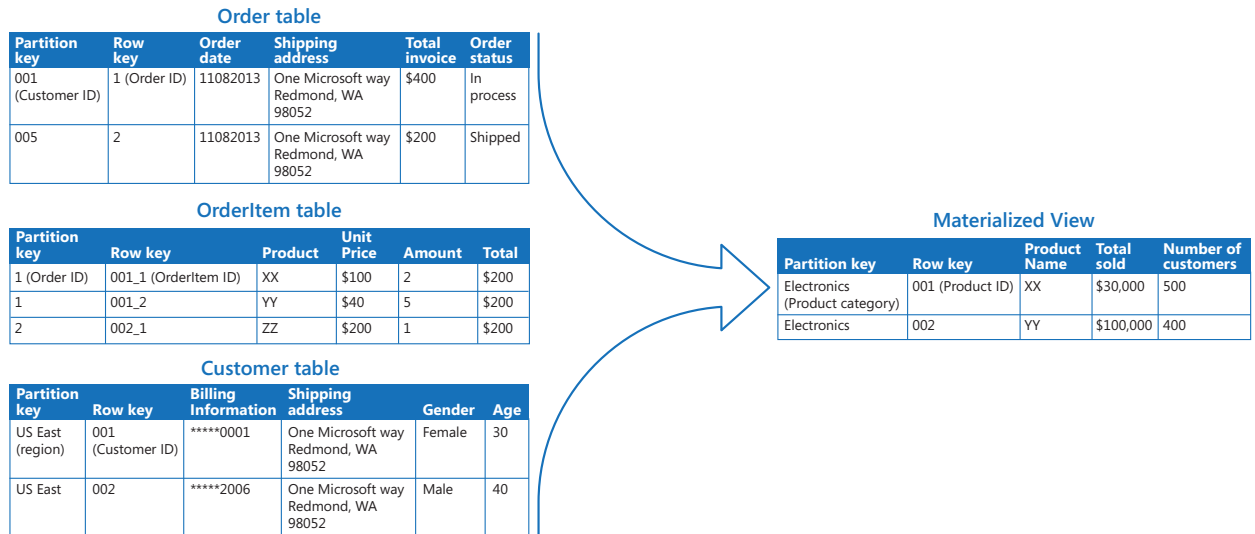 Order table
Partition key Row key Order date Shipping address Total invoice Order status
001 (Customer ID) 1 (Order ID) 11082013 One Microsoft way Redmond, WA 98052 $400 In process
005 2 11082013 One Microsoft way Redmond, WA 98052 $200 Shipped
OrderItem table
Partition key Row key Product Unit Price Amount Total
1 (Order ID) 001_1 (OrderItem ID) XX $100 2 $200
1 001_2 YY $40 5 $200
2 002_1 ZZ $200 1 $200
Customer table
Partition key Row key Billing Information Shipping address Gender Age
US East (region) 001 (Customer ID) *****0001 One Microsoft way Redmond, WA 98052 Female 30
US East 002 *****2006 One Microsoft way Redmond, WA 98052 Male 40
Materialized View
Partition key Row key Product Name Total sold Number of customers
Electronics (Product category) 001 (Product ID) XX $30,000 500
Electronics 002 YY $100,000 400